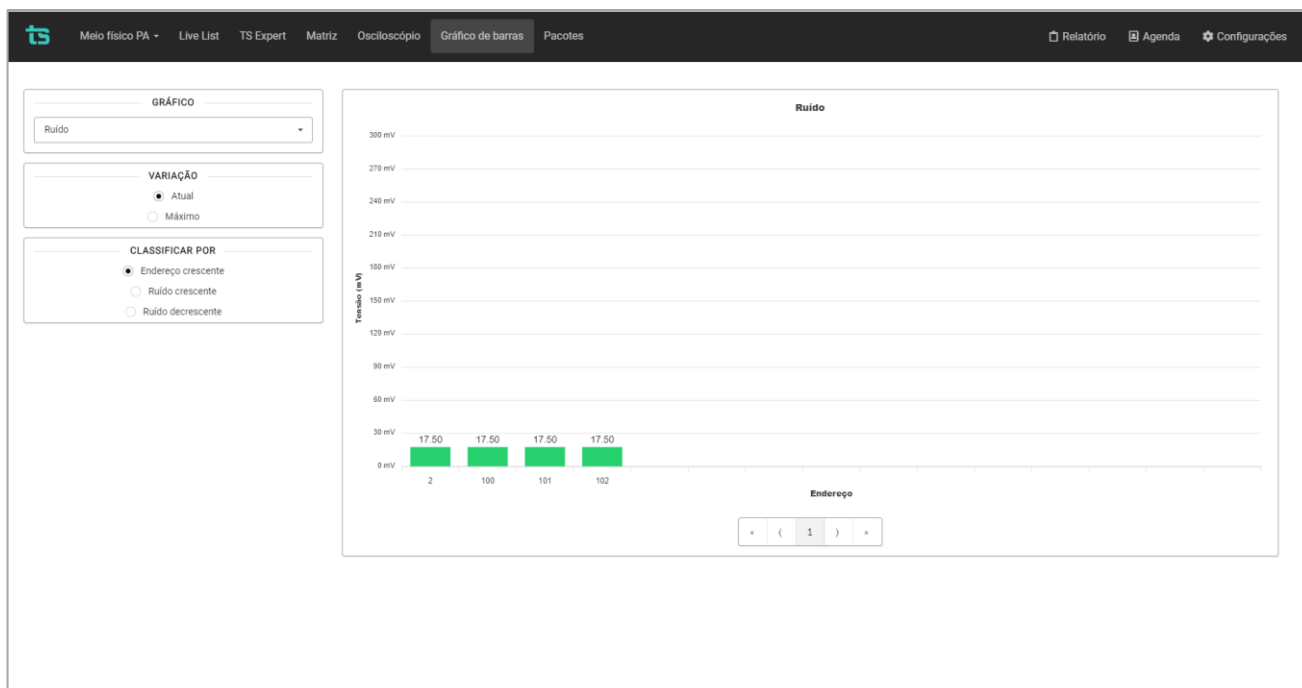 ts Meio físico PA Live List TS Expert Matriz Osciloscópio Gráfico de barras Pacotes Relatório Agenda Configurações
GRÁFICO
Ruído
VARIAÇÃO
Atual
Máximo
CLASSIFICAR POR
Endereço crescente
Ruído crescente
Ruído decrescente
Ruído
300 mV
270 mV
240 mV
210 mV
180 mV
150 mV
120 mV
90 mV
60 mV
30 mV
0 mV
Tensão (mV)
17.50 17.50 17.50 17.50
2 100 101 102
Endereço
« ⟨ 1 ⟩ »